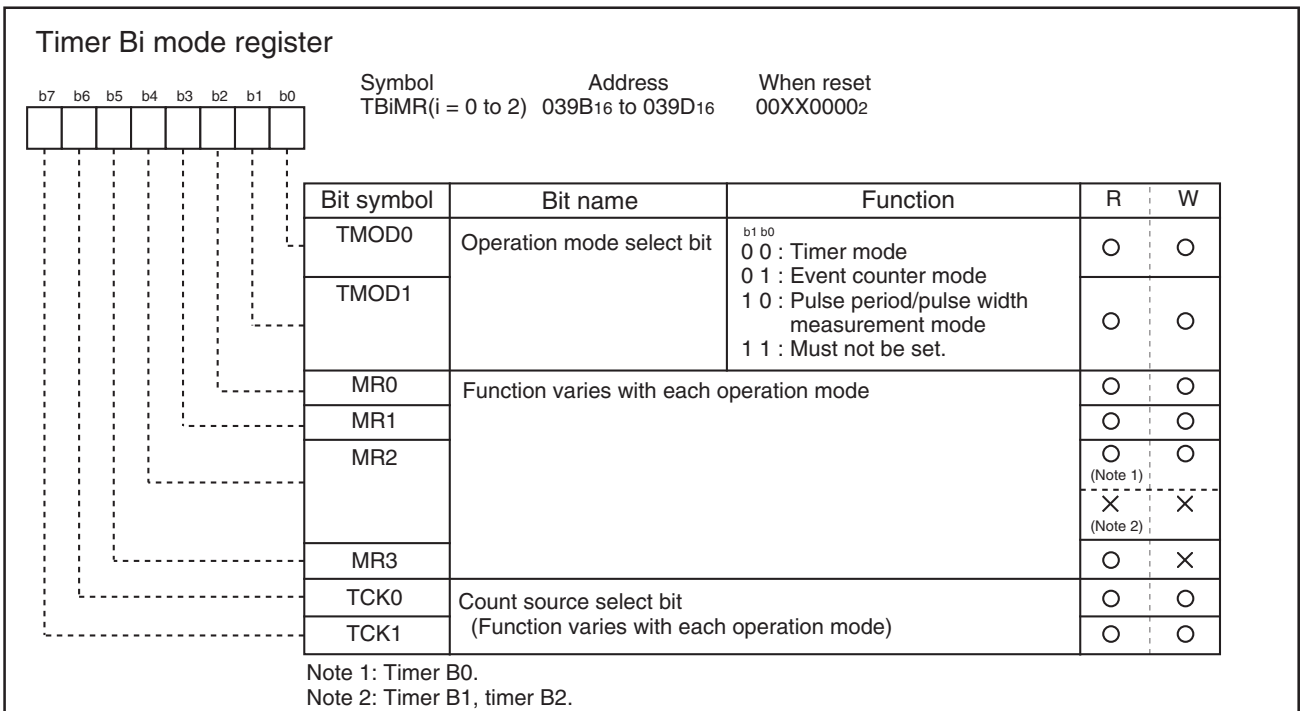 Timer Bi mode register
Symbol Address When reset
b7 b6 b5 b4 b3 b2 b1 b0
TBiMR(i = 0 to 2) 039B16 to 039D16 00XX00002
Bit symbol Bit name Function R W
TMOD0 Operation mode select bit
b1 b0
0 0 : Timer mode
0 1 : Event counter mode
TMOD1
1 0 : Pulse period/pulse width
measurement mode
1 1 : Must not be set.
MR0 Function varies with each operation mode
MR1
MR2
(Note 1)
(Note 2)
MR3
TCK0 Count source select bit
TCK1 (Function varies with each operation mode)
Note 1: Timer B0.
Note 2: Timer B1, timer B2.